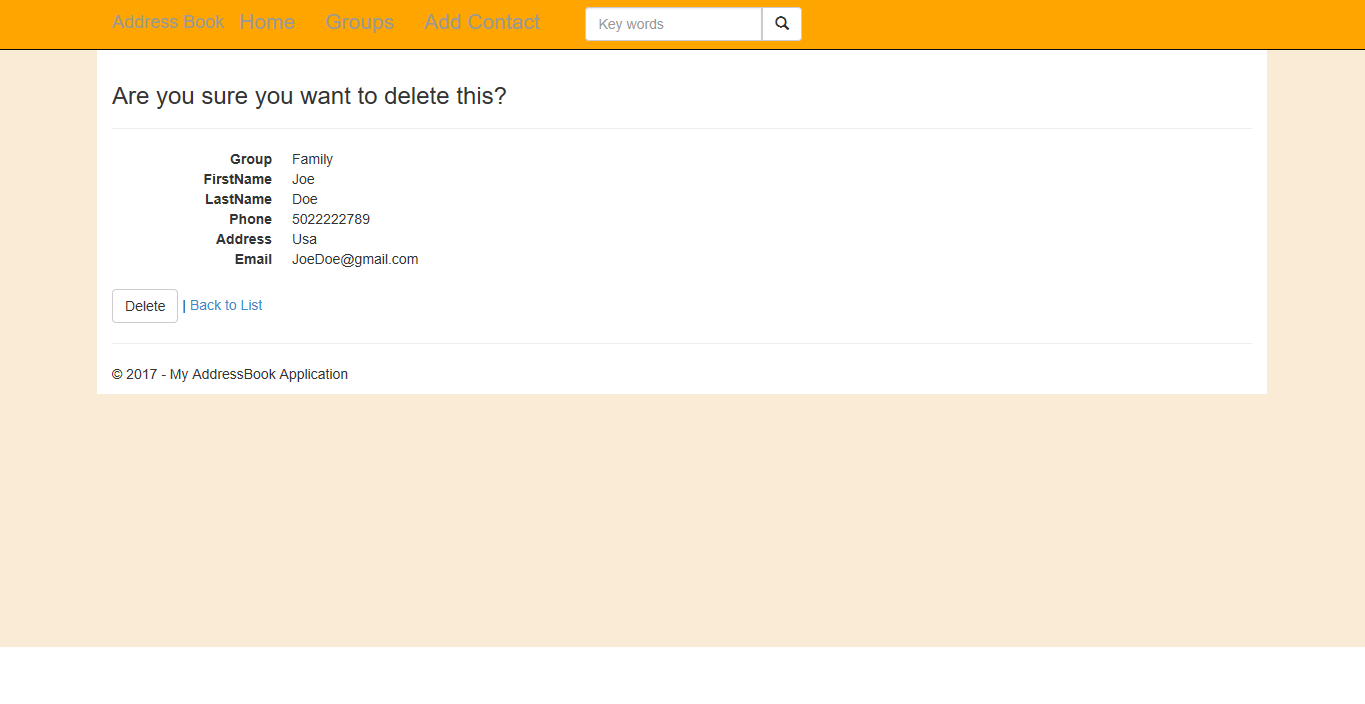 Address Book Home Groups Add Contact Key words
Are you sure you want to delete this?
Group Family
FirstName Joe
LastName Doe
Phone 5022222789
Address Usa
Email JoeDoe@gmail.com
Delete | Back to List
© 2017 - My AddressBook Application